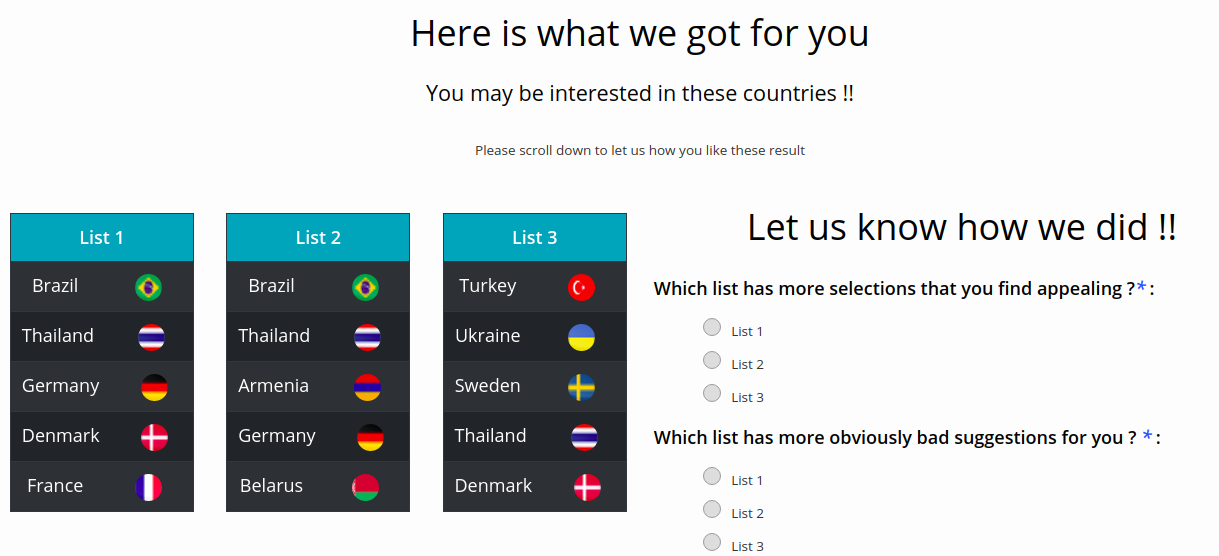 Here is what we got for you
You may be interested in these countries !!
Please scroll down to let us how you like these result
List 1
Brazil
Thailand
Germany
Denmark
France
List 2
Brazil
Thailand
Armenia
Germany
Belarus
List 3
Turkey
Ukraine
Sweden
Thailand
Denmark
Let us know how we did !!
Which list has more selections that you find appealing ?* :
List 1
List 2
List 3
Which list has more obviously bad suggestions for you ? * :
List 1
List 2
List 3